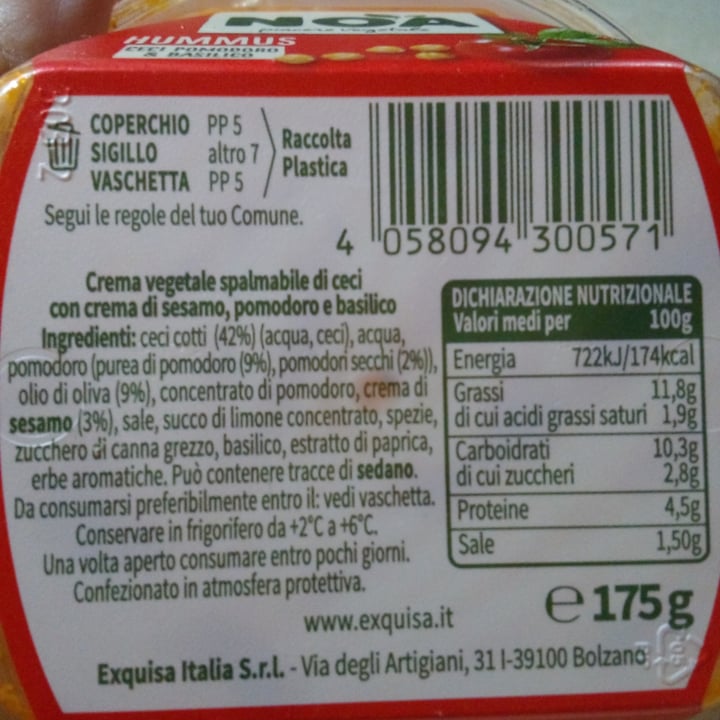 NOA
piacere vegetale
HUMMUS
CECI POMODORO
& BASILICO
COPERCHIO PP 5
SIGILLO altro 7
VASCHETTA PP 5
Raccolta
Plastica
Segui le regole del tuo Comune.
4 058094 300571
Crema vegetale spalmabile di ceci
con crema di sesamo, pomodoro e basilico
Ingredienti: ceci cotti (42%) (acqua, ceci), acqua,
pomodoro (purea di pomodoro (9%), pomodori secchi (2%)),
olio di oliva (9%), concentrato di pomodoro, crema di
sesamo (3%), sale, succo di limone concentrato, spezie,
zucchero di canna grezzo, basilico, estratto di paprica,
erbe aromatiche. Può contenere tracce di sedano.
Da consumarsi preferibilmente entro il: vedi vaschetta.
Conservare in frigorifero da +2°C a +6°C.
Una volta aperto consumare entro pochi giorni.
Confezionato in atmosfera protettiva.
DICHIARAZIONE NUTRIZIONALE
Valori medi per 100g
Energia 722kJ/174kcal
Grassi 11,8g
di cui acidi grassi saturi 1,9g
Carboidrati 10,3g
di cui zuccheri 2,8g
Proteine 4,5g
Sale 1,50g
℮ 175g
www.exquisa.it
Exquisa Italia S.r.l. - Via degli Artigiani, 31 I-39100 Bolzano